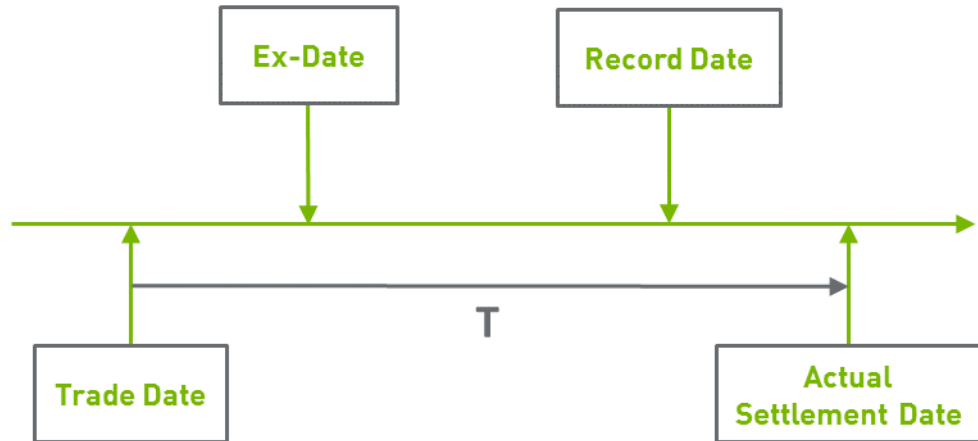 Ex-Date
Record Date
T
Trade Date
Actual
Settlement Date